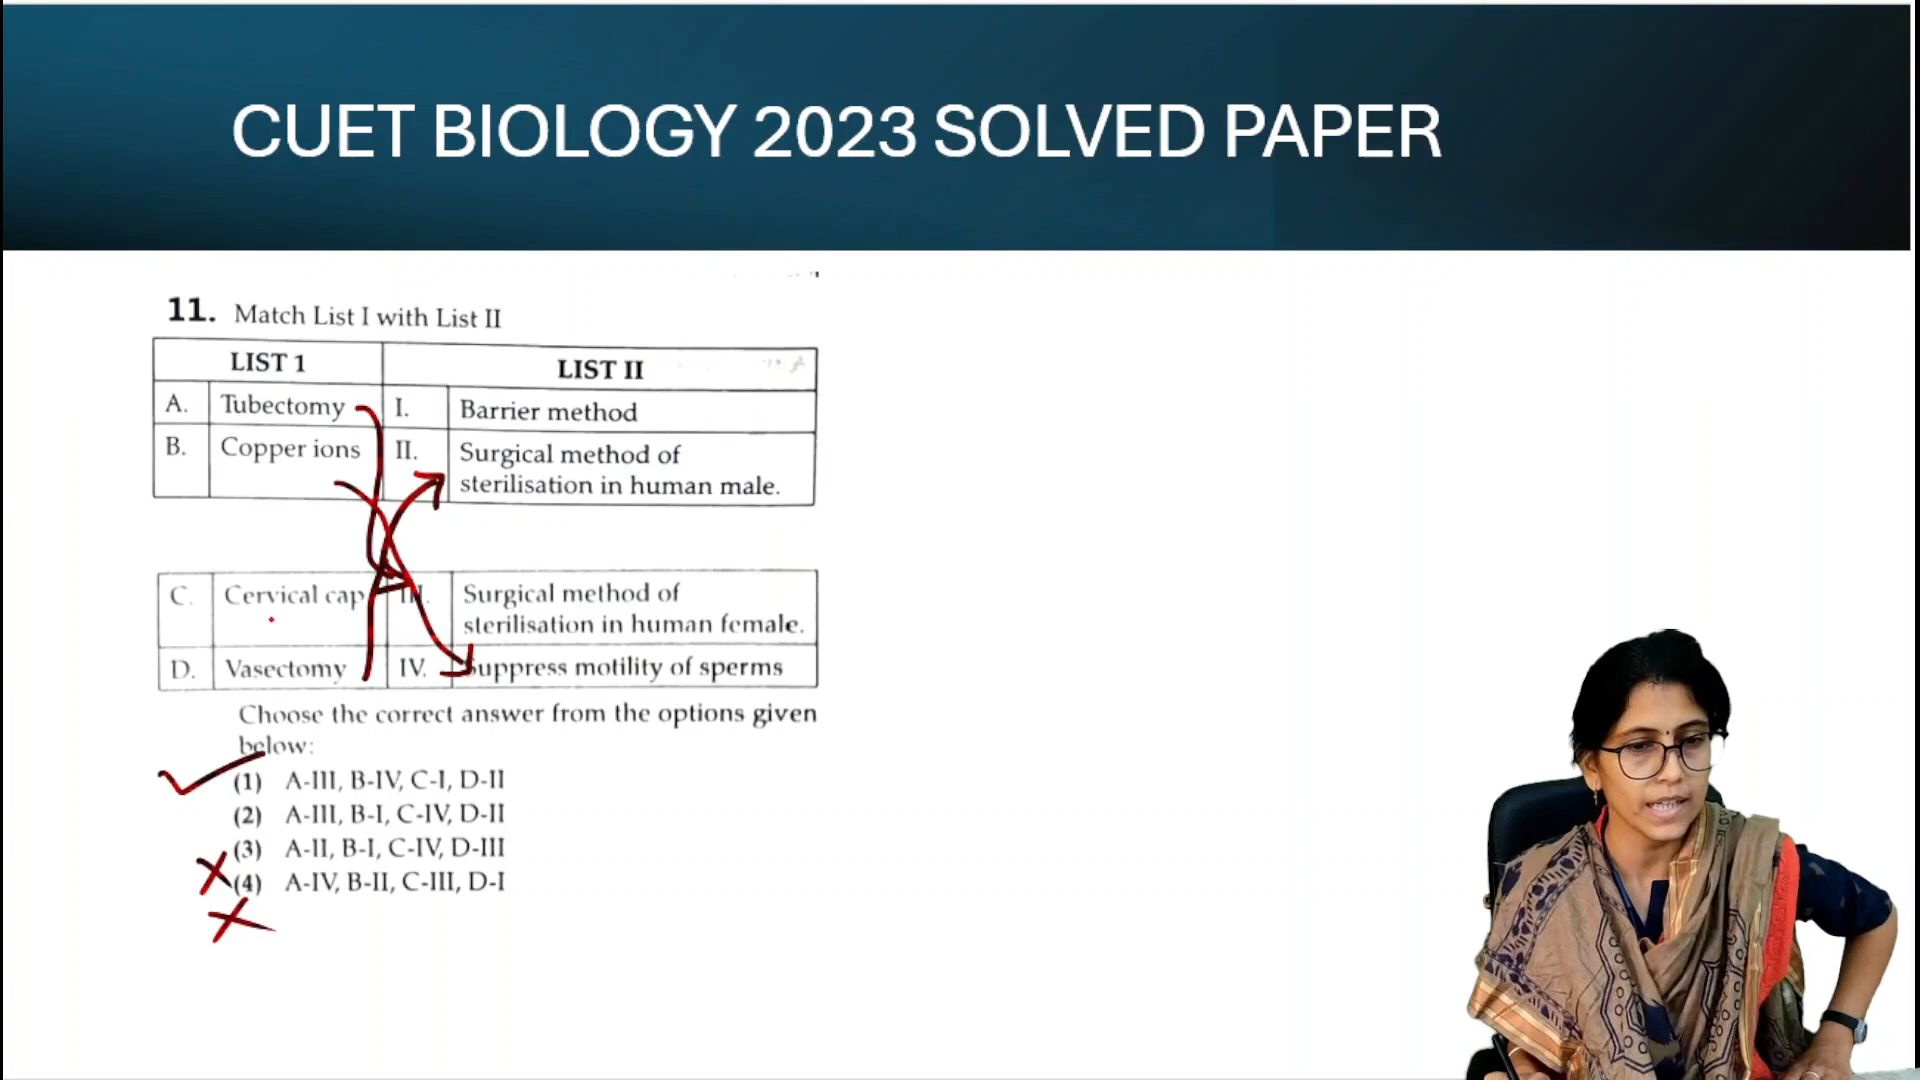 CUET BIOLOGY 2023 SOLVED PAPER
11. Match List I with List II
LIST 1 LIST II
A. Tubectomy I. Barrier method
B. Copper ions II. Surgical method of
sterilisation in human male.
C. Cervical cap III. Surgical method of
sterilisation in human female.
D. Vasectomy IV. Suppress motility of sperms
Choose the correct answer from the options given
below:
(1) A-III, B-IV, C-I, D-II
(2) A-III, B-I, C-IV, D-II
(3) A-II, B-I, C-IV, D-III
(4) A-IV, B-II, C-III, D-I